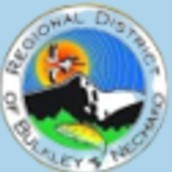 REGIONAL DISTRICT
OF BULKLEY NECHAKO